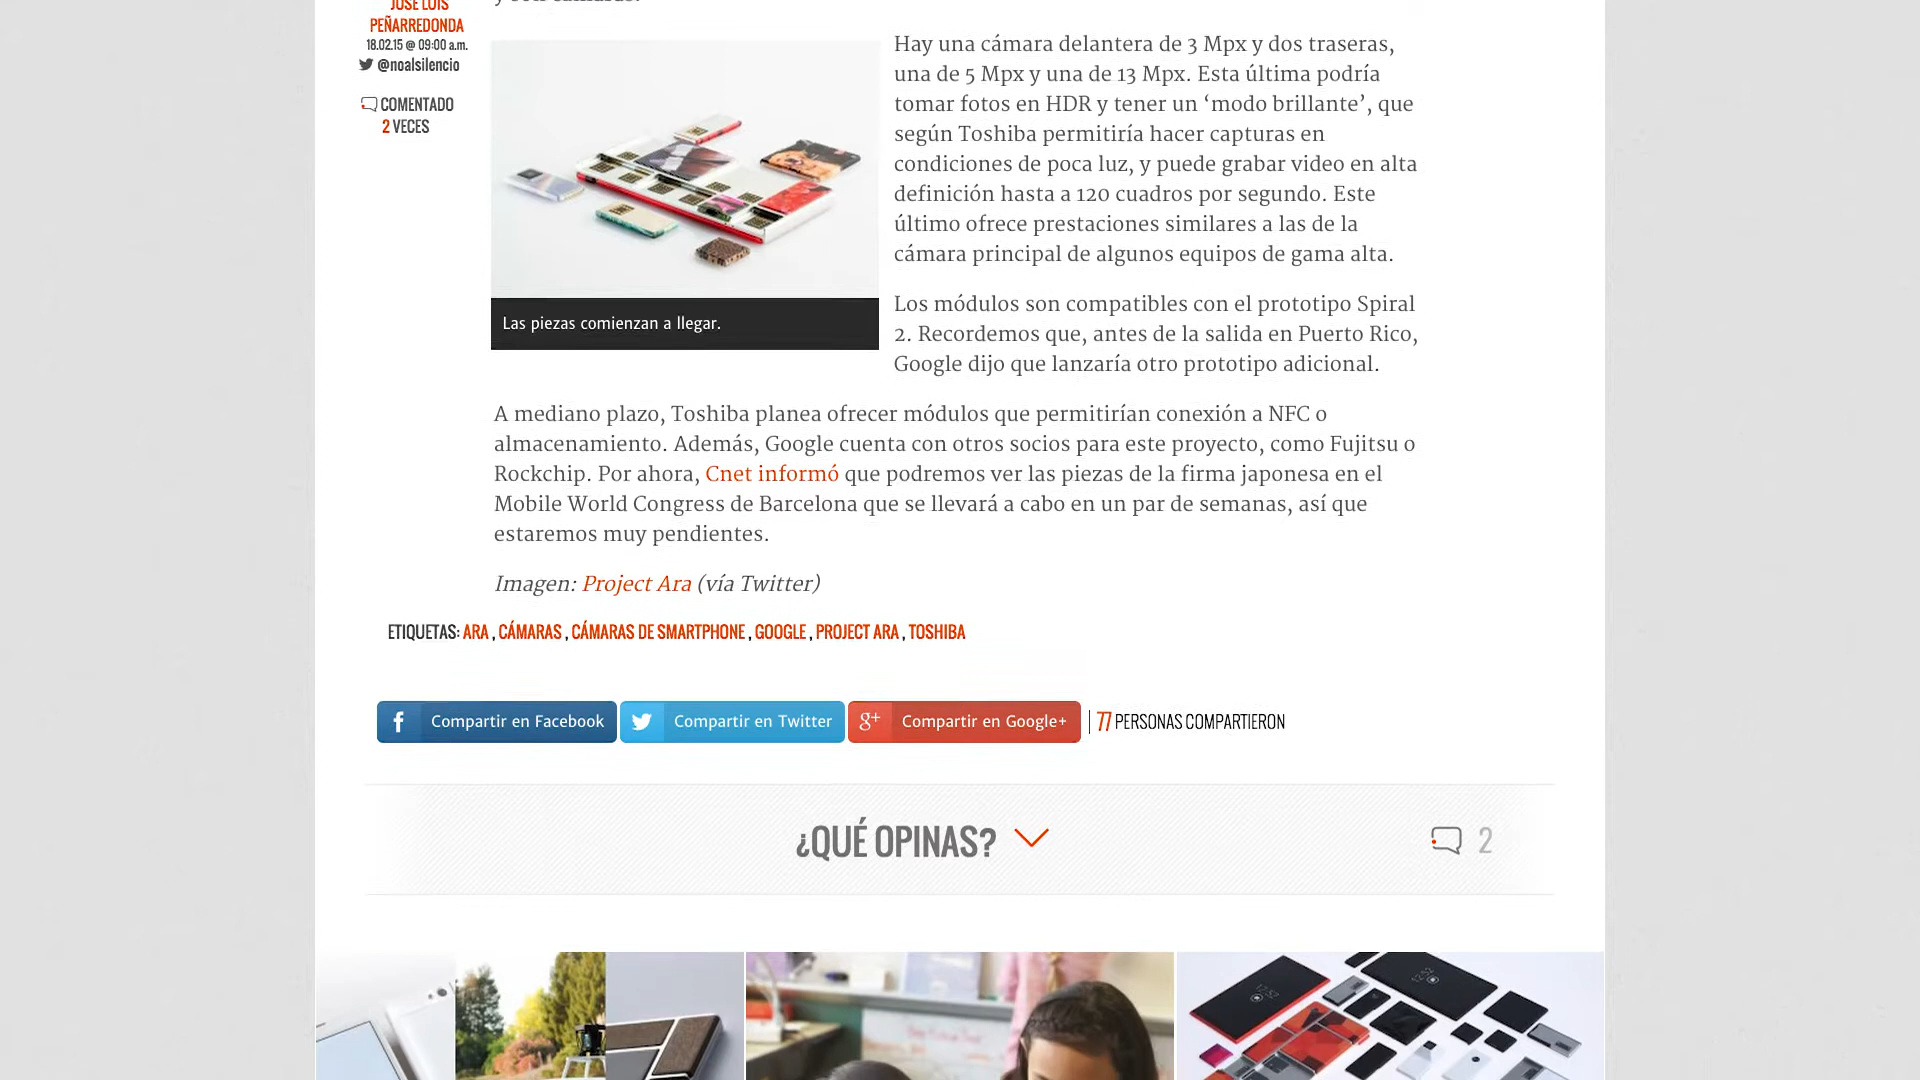 JOSÉ LUIS
PEÑARREDONDA
18.02.15 @ 09:00 a.m.
@noalsilencio
COMENTADO
2 VECES
Las piezas comienzan a llegar.
Hay una cámara delantera de 3 Mpx y dos traseras,
una de 5 Mpx y una de 13 Mpx. Esta última podría
tomar fotos en HDR y tener un ‘modo brillante’, que
según Toshiba permitiría hacer capturas en
condiciones de poca luz, y puede grabar video en alta
definición hasta a 120 cuadros por segundo. Este
último ofrece prestaciones similares a las de la
cámara principal de algunos equipos de gama alta.
Los módulos son compatibles con el prototipo Spiral
2. Recordemos que, antes de la salida en Puerto Rico,
Google dijo que lanzaría otro prototipo adicional.
A mediano plazo, Toshiba planea ofrecer módulos que permitirían conexión a NFC o
almacenamiento. Además, Google cuenta con otros socios para este proyecto, como Fujitsu o
Rockchip. Por ahora, Cnet informó que podremos ver las piezas de la firma japonesa en el
Mobile World Congress de Barcelona que se llevará a cabo en un par de semanas, así que
estaremos muy pendientes.
Imagen: Project Ara (vía Twitter)
ETIQUETAS: ARA , CÁMARAS , CÁMARAS DE SMARTPHONE , GOOGLE , PROJECT ARA , TOSHIBA
Compartir en Facebook
Compartir en Twitter
Compartir en Google+
77 PERSONAS COMPARTIERON
¿QUÉ OPINAS?
2